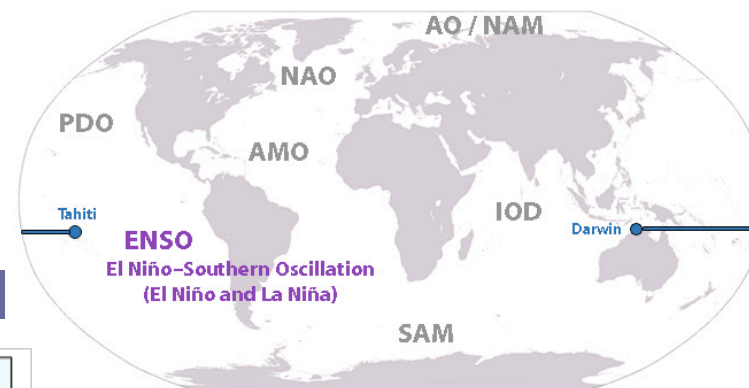 AO / NAM
NAO
PDO
AMO
Tahiti
IOD
Darwin
ENSO
El Niño–Southern Oscillation
(El Niño and La Niña)
SAM